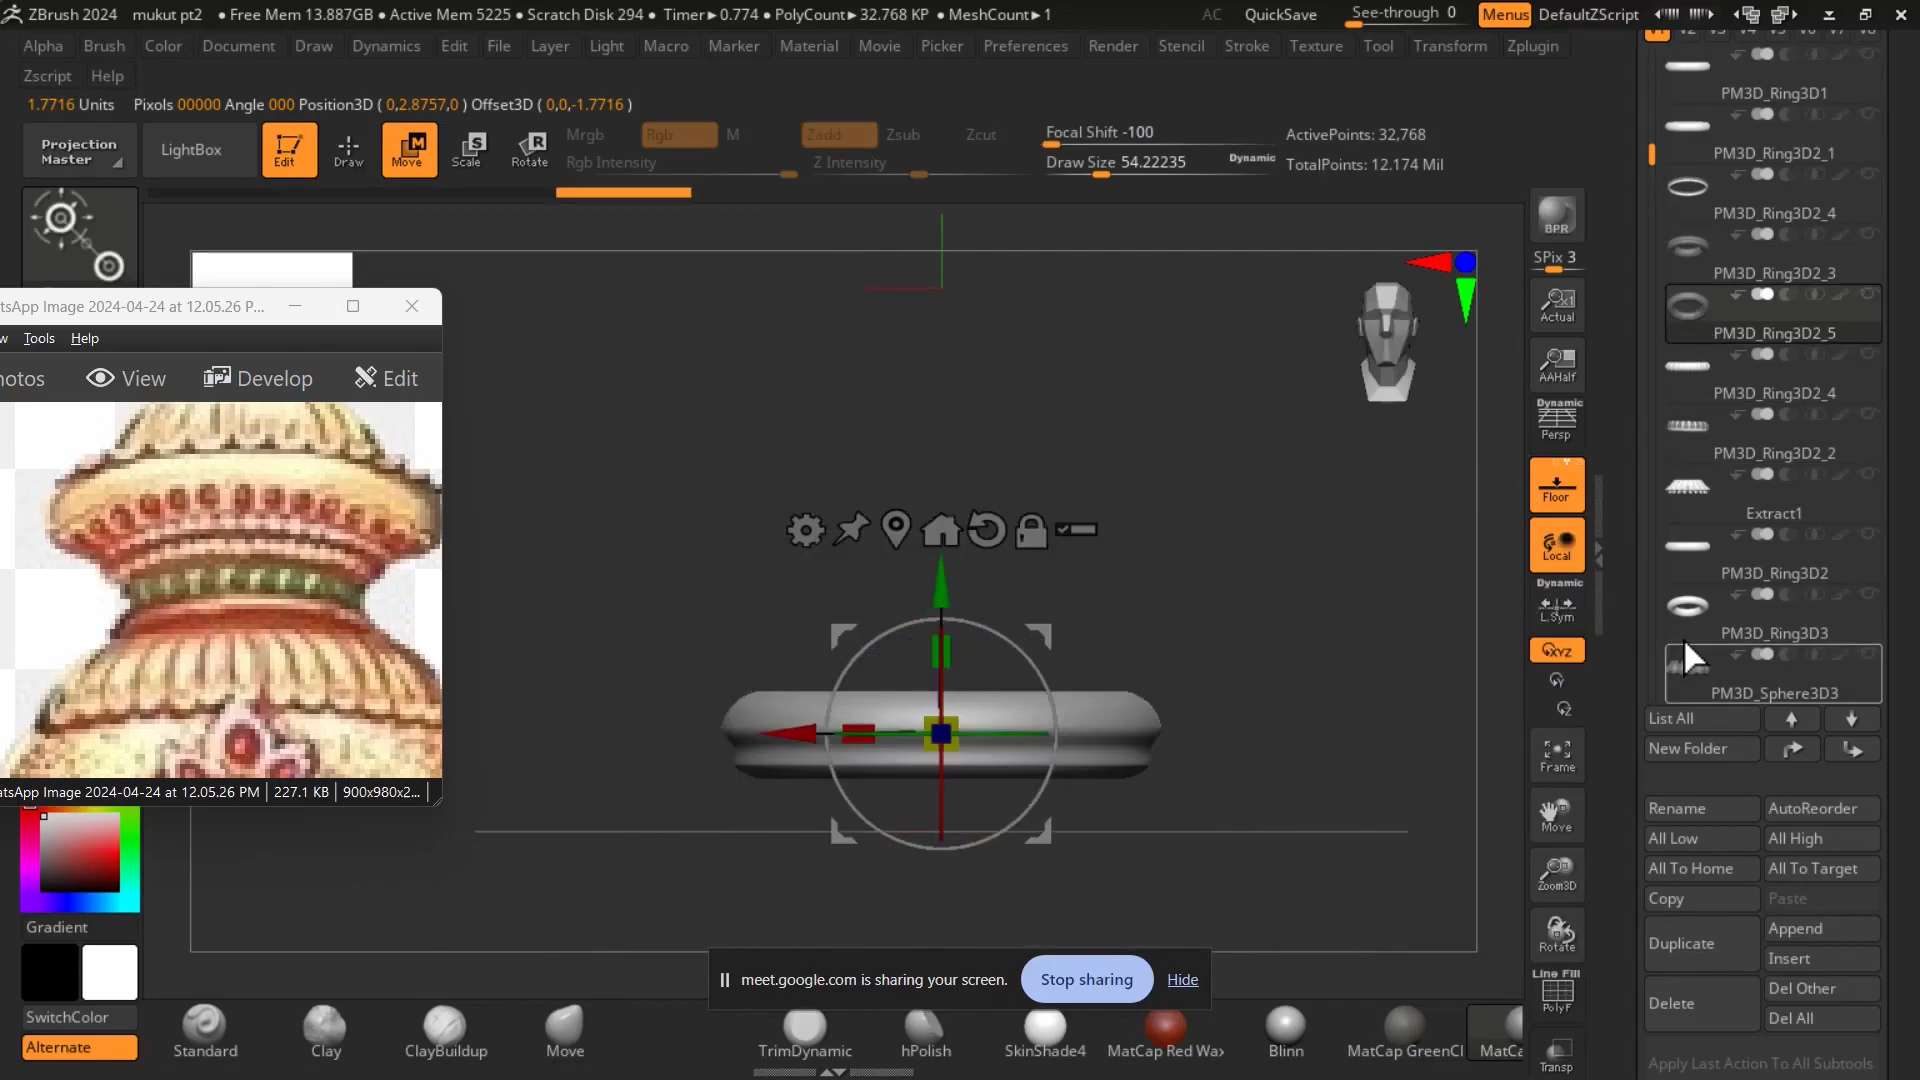 ZBrush 2024 mukut pt2 ● Free Mem 13.887GB ● Active Mem 5225 ● Scratch Disk 294 ● Timer►0.774 ● PolyCount►32.768 KP ● MeshCount►1 AC QuickSave See-through 0 Menus DefaultZScript
Alpha Brush Color Document Draw Dynamics Edit File Layer Light Macro Marker Material Movie Picker Preferences Render Stencil Stroke Texture Tool Transform Zplugin
Zscript Help
1.7716 Units Pixols 00000 Angle 000 Position3D ( 0,2.8757,0 ) Offset3D ( 0,0,-1.7716 )
Projection
Master
LightBox
Edit
Draw
Move
Scale
Rotate
Mrgb Rgb M
Rgb Intensity
Zadd Zsub Zcut
Z Intensity
Focal Shift -100
Draw Size 54.22235 Dynamic
ActivePoints: 32,768
TotalPoints: 12.174 Mil
tsApp Image 2024-04-24 at 12.05.26 P...
w Tools Help
hotos View Develop Edit
atsApp Image 2024-04-24 at 12.05.26 PM 227.1 KB 900x980x2...
Gradient
SwitchColor
Alternate
BPR
SPix 3
Actual
AAHalf
Dynamic
Persp
Floor
Local
Dynamic
L.Sym
XYZ
Frame
Move
Zoom3D
Rotate
Line Fill
PolyF
Transp
PM3D_Ring3D1
PM3D_Ring3D2_1
PM3D_Ring3D2_4
PM3D_Ring3D2_3
PM3D_Ring3D2_5
PM3D_Ring3D2_4
PM3D_Ring3D2_2
Extract1
PM3D_Ring3D2
PM3D_Ring3D3
PM3D_Sphere3D3
List All
New Folder
Rename AutoReorder
All Low All High
All To Home All To Target
Copy Paste
Duplicate Append
Insert
Delete Del Other
Del All
Apply Last Action To All Subtools
meet.google.com is sharing your screen. Stop sharing Hide
Standard Clay ClayBuildup Move TrimDynamic hPolish SkinShade4 MatCap Red Wax Blinn MatCap GreenCl MatCa